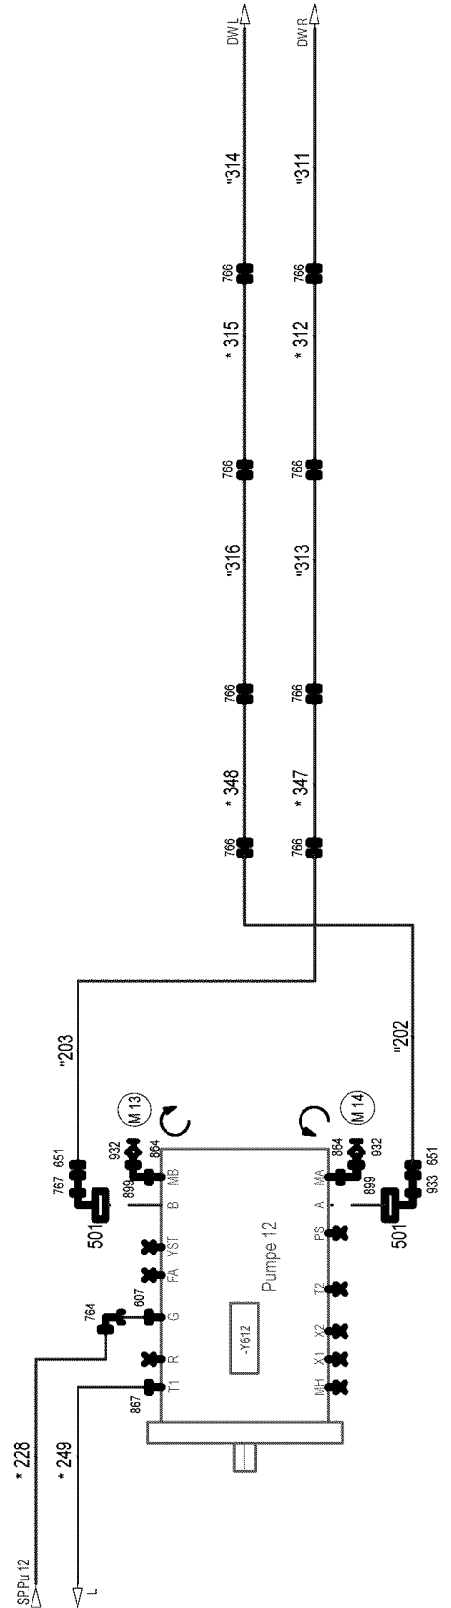 DW L
DW R
"314
"311
766
766
* 315
* 312
766
766
"316
"313
766
766
* 348
* 347
766
766
"203
"202
M 13
M 14
767
651
932
864
899
501
864
932
899
933
651
501
MB
B
YST
FA
G
R
T1
MA
A
PS
T2
X2
X1
MH
Pumpe 12
-Y612
764
607
867
* 228
* 249
SP.Pu 12
L